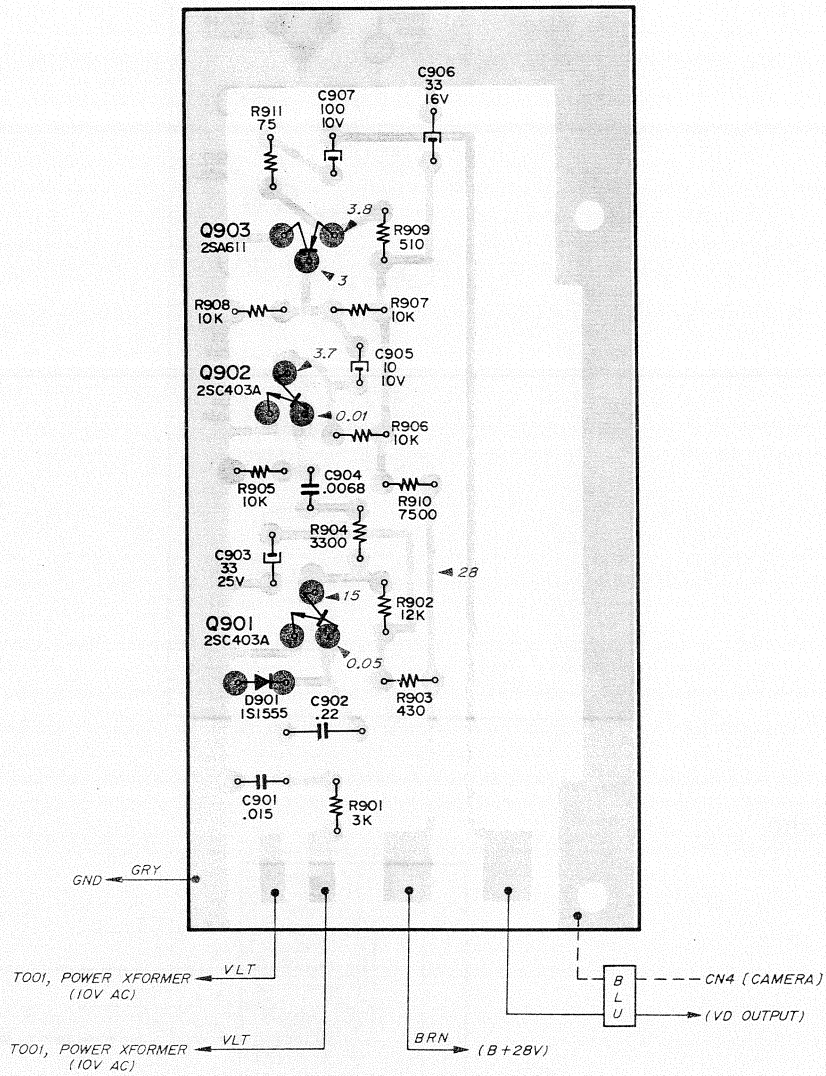 C906
33
16V
C907
100
10V
R911
75
3.8
Q903
2SA611
R909
510
3
R908
10K
R907
10K
3.7
C905
10
10V
Q902
2SC403A
0.01
R906
10K
R905
10K
C904
.0068
R910
7500
R904
3300
C903
33
25V
28
15
R902
12K
Q901
2SC403A
0.05
D901
1S1555
C902
.22
R903
430
C901
.015
R901
3K
GND
GRY
VLT
T001, POWER XFORMER
(10V AC)
B
L
U
CN4 [CAMERA]
(VD OUTPUT)
VLT
T001, POWER XFORMER
(10V AC)
BRN
(B+28V)